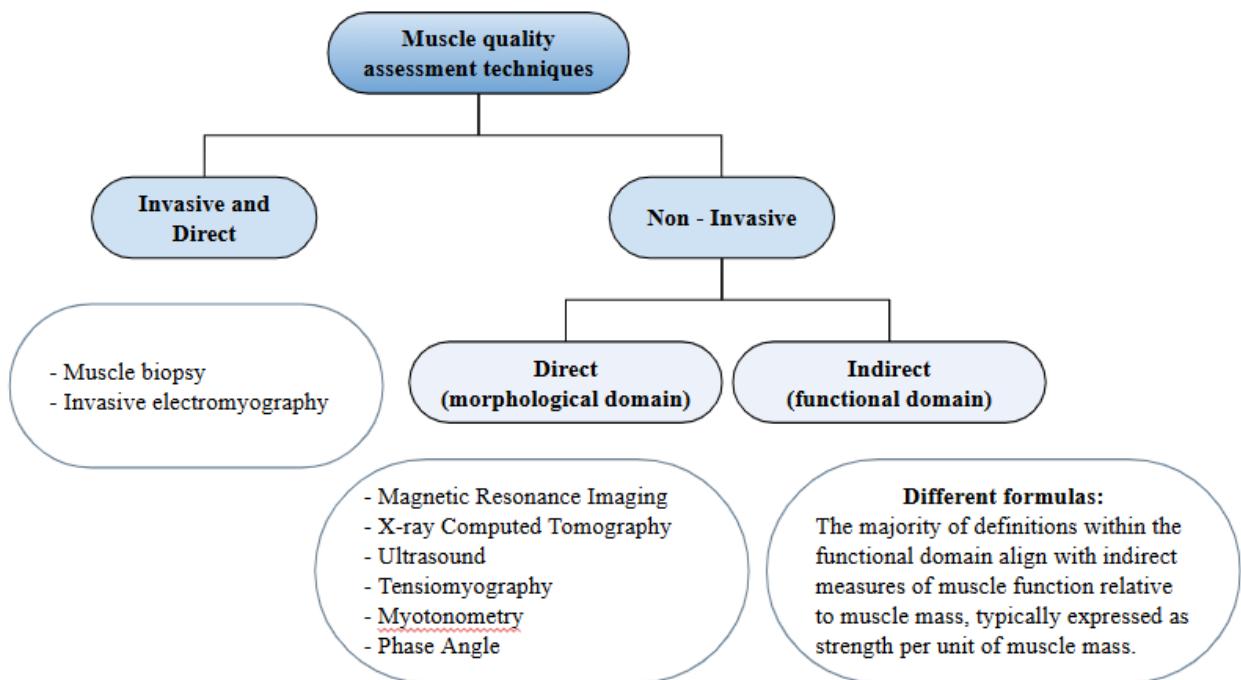 Muscle quality
assessment techniques
Invasive and
Direct
Non - Invasive
- Muscle biopsy
- Invasive electromyography
Direct
(morphological domain)
Indirect
(functional domain)
- Magnetic Resonance Imaging
- X-ray Computed Tomography
- Ultrasound
- Tensiomyography
- Myotonometry
- Phase Angle
Different formulas:
The majority of definitions within the
functional domain align with indirect
measures of muscle function relative
to muscle mass, typically expressed as
strength per unit of muscle mass.